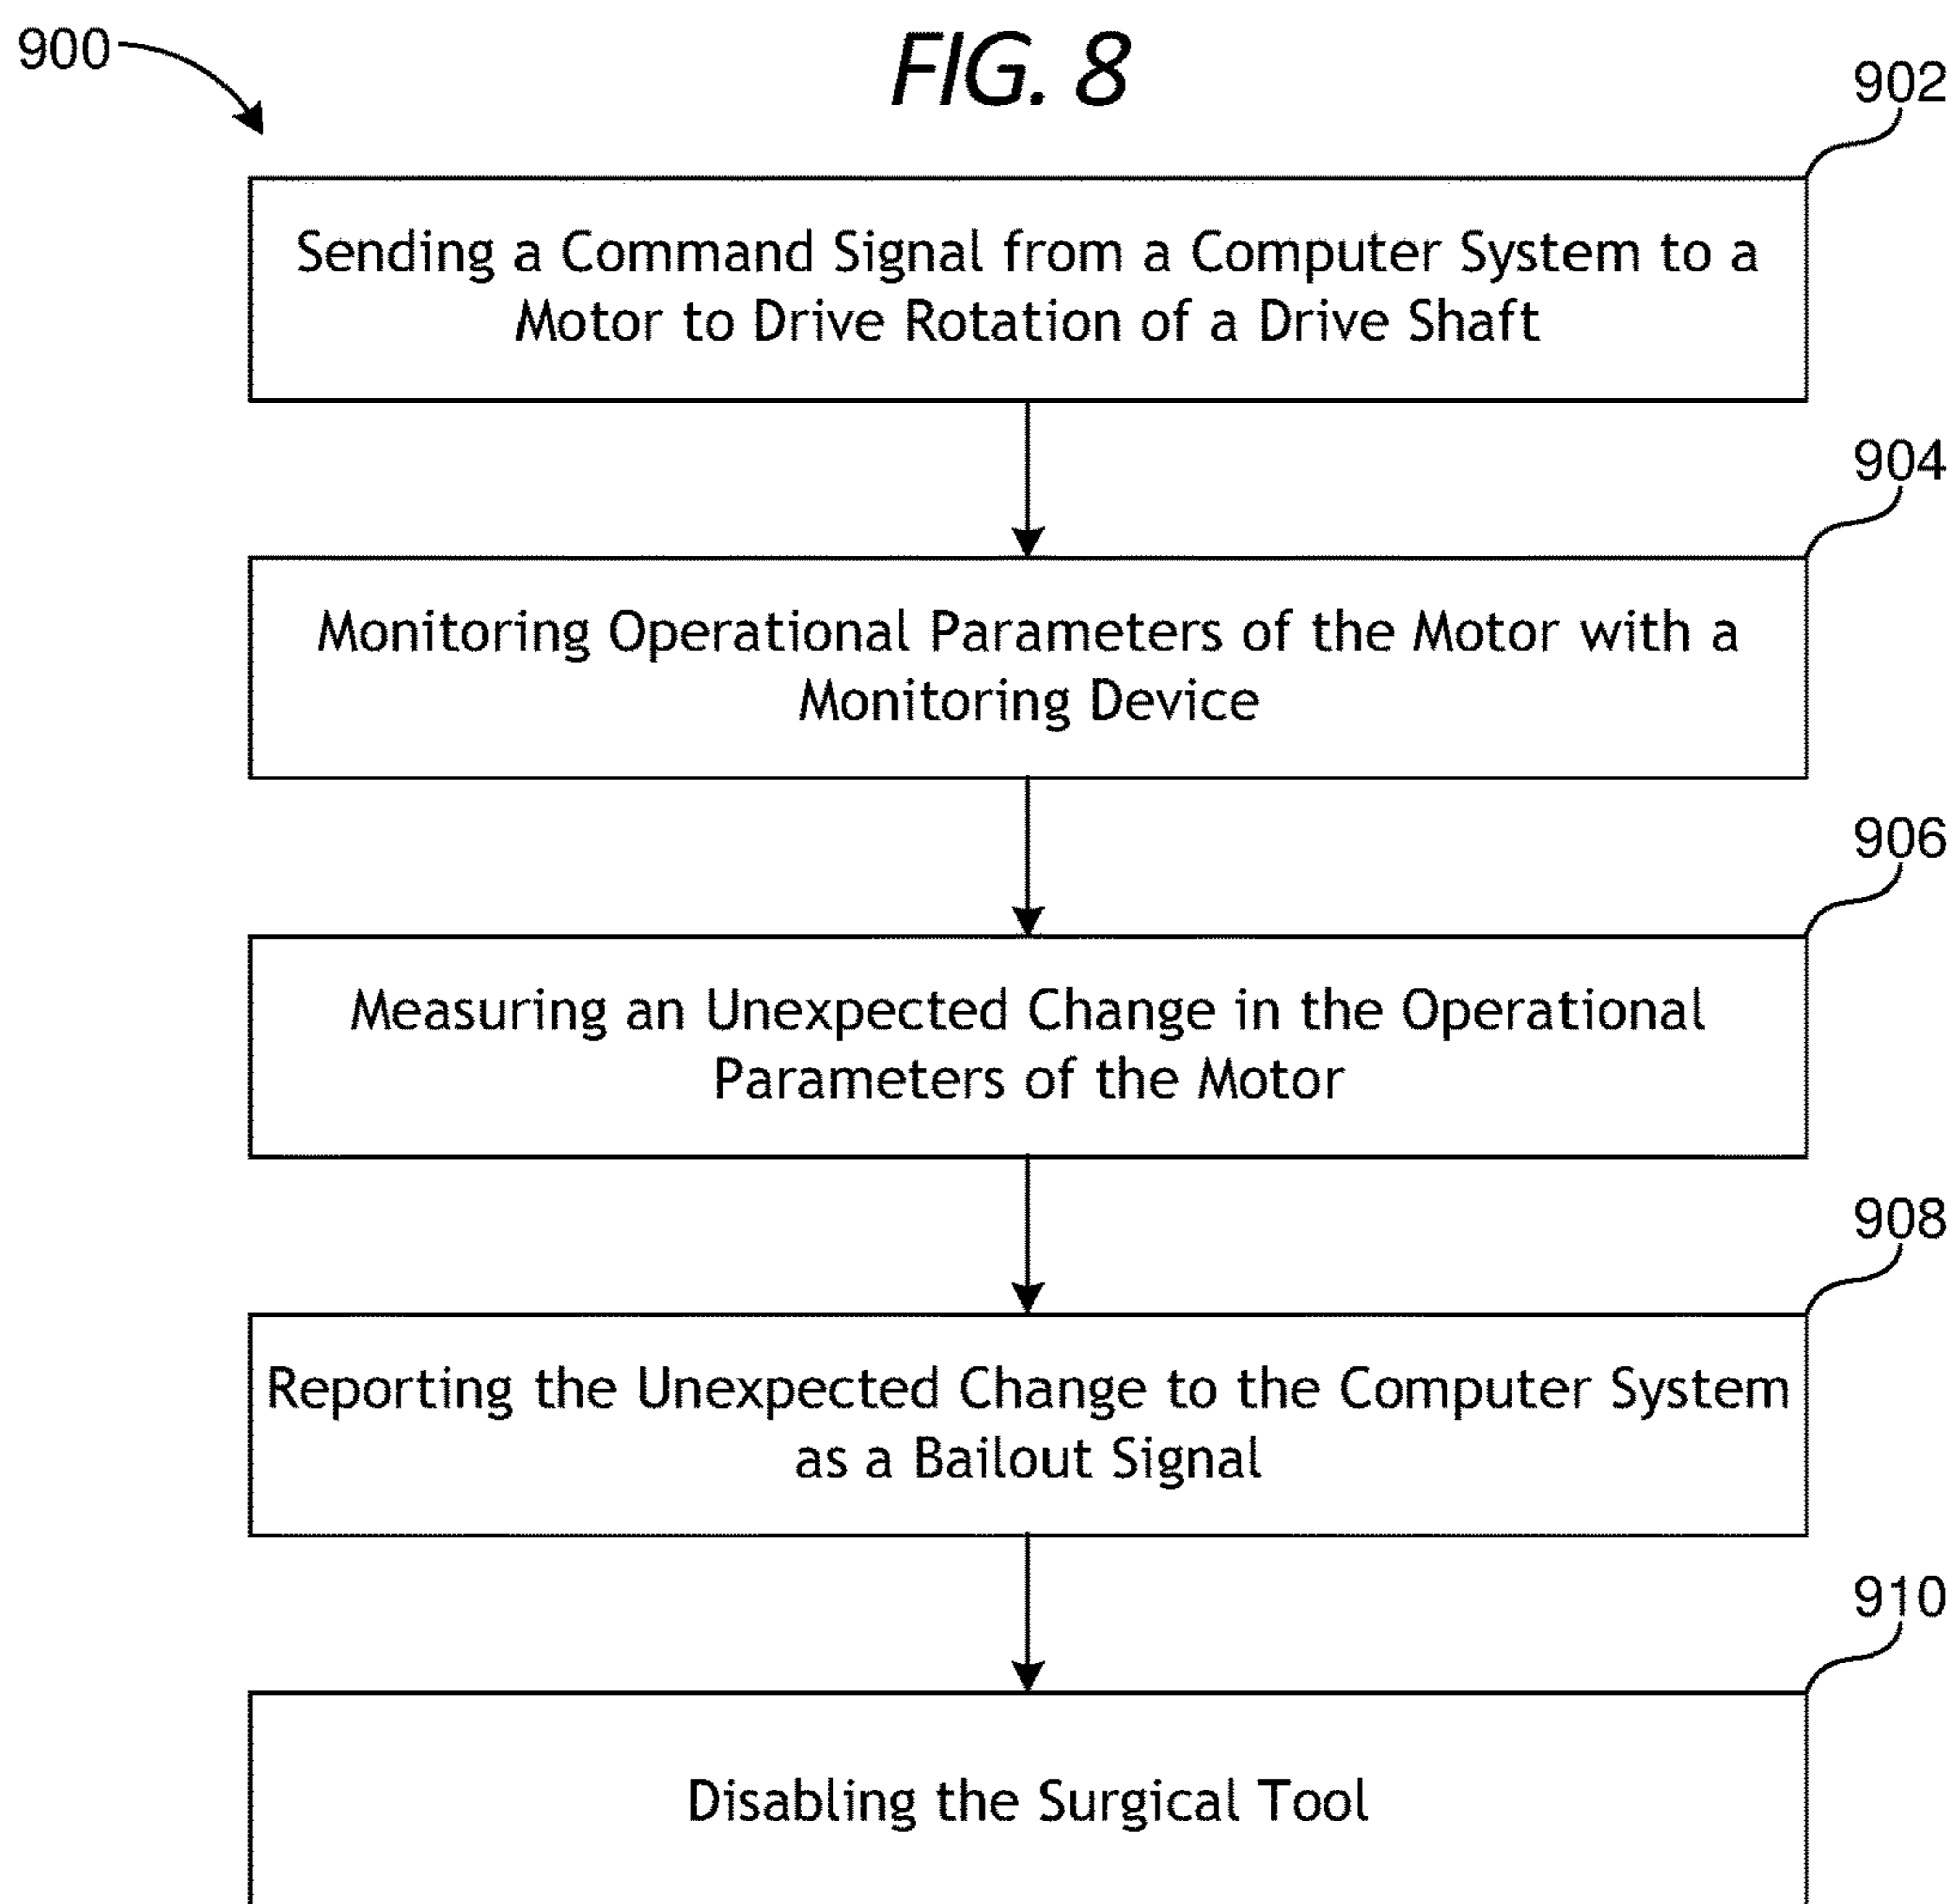 900
FIG. 8
902
Sending a Command Signal from a Computer System to a
Motor to Drive Rotation of a Drive Shaft
904
Monitoring Operational Parameters of the Motor with a
Monitoring Device
906
Measuring an Unexpected Change in the Operational
Parameters of the Motor
908
Reporting the Unexpected Change to the Computer System
as a Bailout Signal
910
Disabling the Surgical Tool